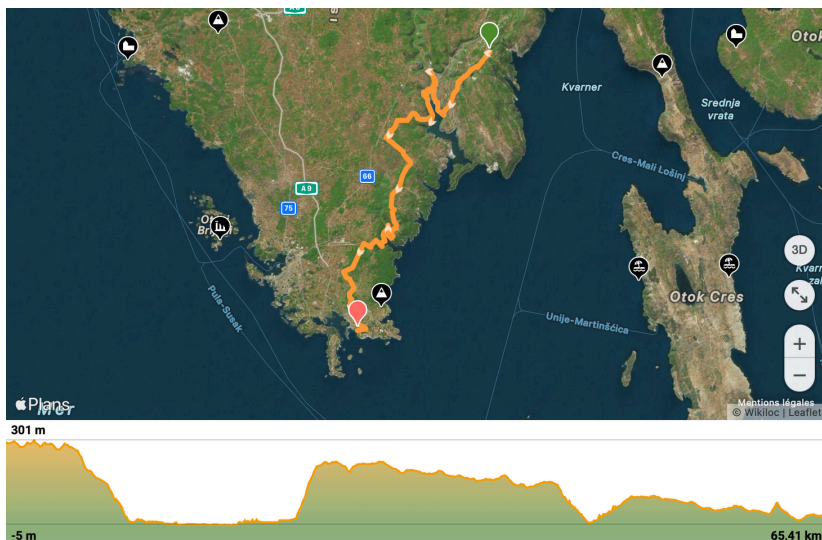 Kvarner
Otok
Srednja
vrata
Cres-Mali Lošinj
66
A9
75
Pula-Susak
3D
Otok Cres
Unije-Martinšćica
+
−
Plans
Mentions légales
© Wikiloc | Leaflet
301 m
-5 m
65.41 km